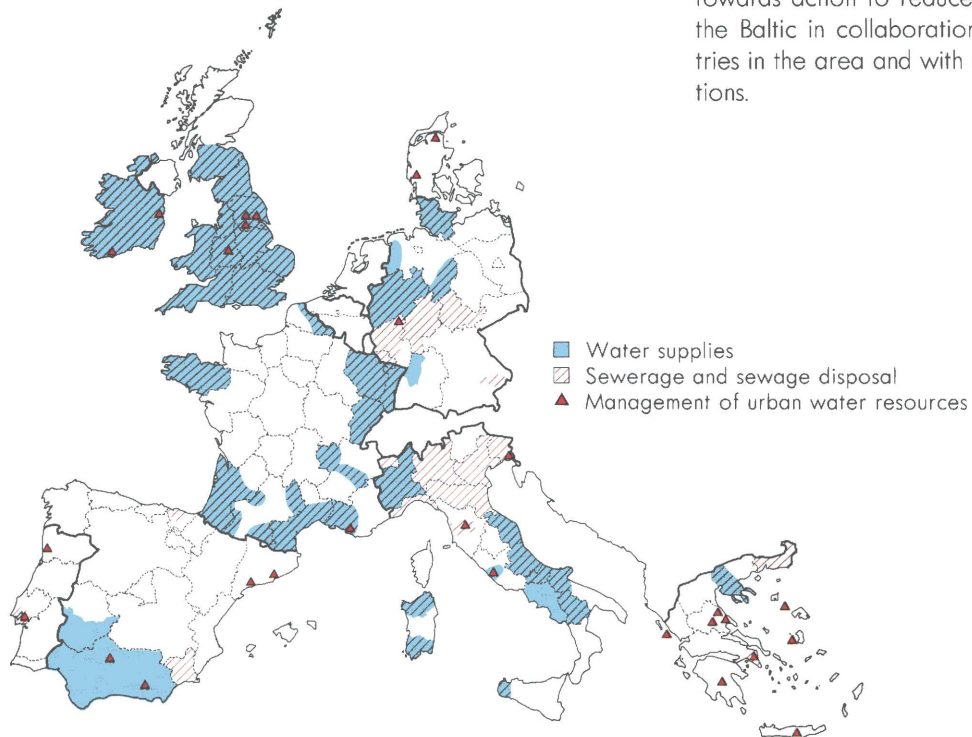 towards action to reduce
the Baltic in collaboration
tries in the area and with
tions.
Water supplies
Sewerage and sewage disposal
Management of urban water resources